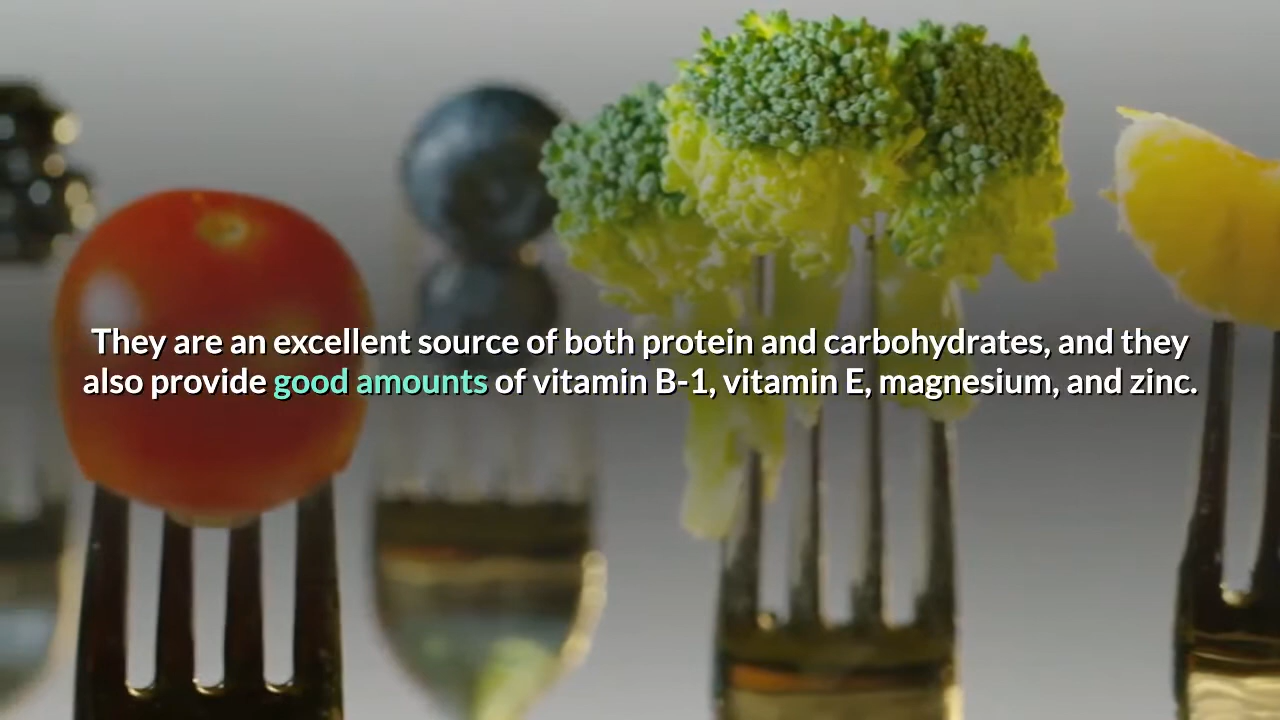 They are an excellent source of both protein and carbohydrates, and they
also provide good amounts of vitamin B-1, vitamin E, magnesium, and zinc.